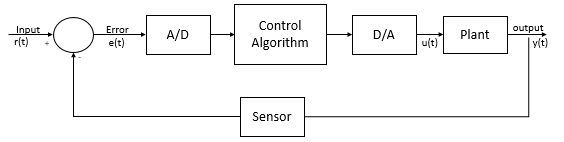 Input
r(t)
+
-
Error
e(t)
A/D
Control
Algorithm
D/A
u(t)
Plant
output
y(t)
Sensor